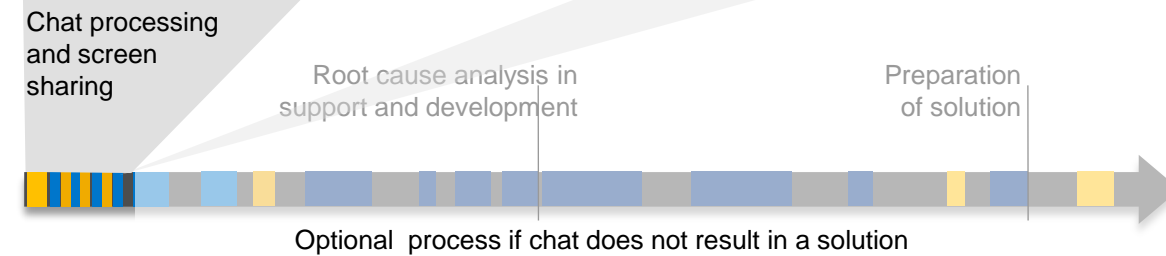 Chat processing
and screen
sharing
Root cause analysis in
support and development
Preparation
of solution
Optional  process if chat does not result in a solution